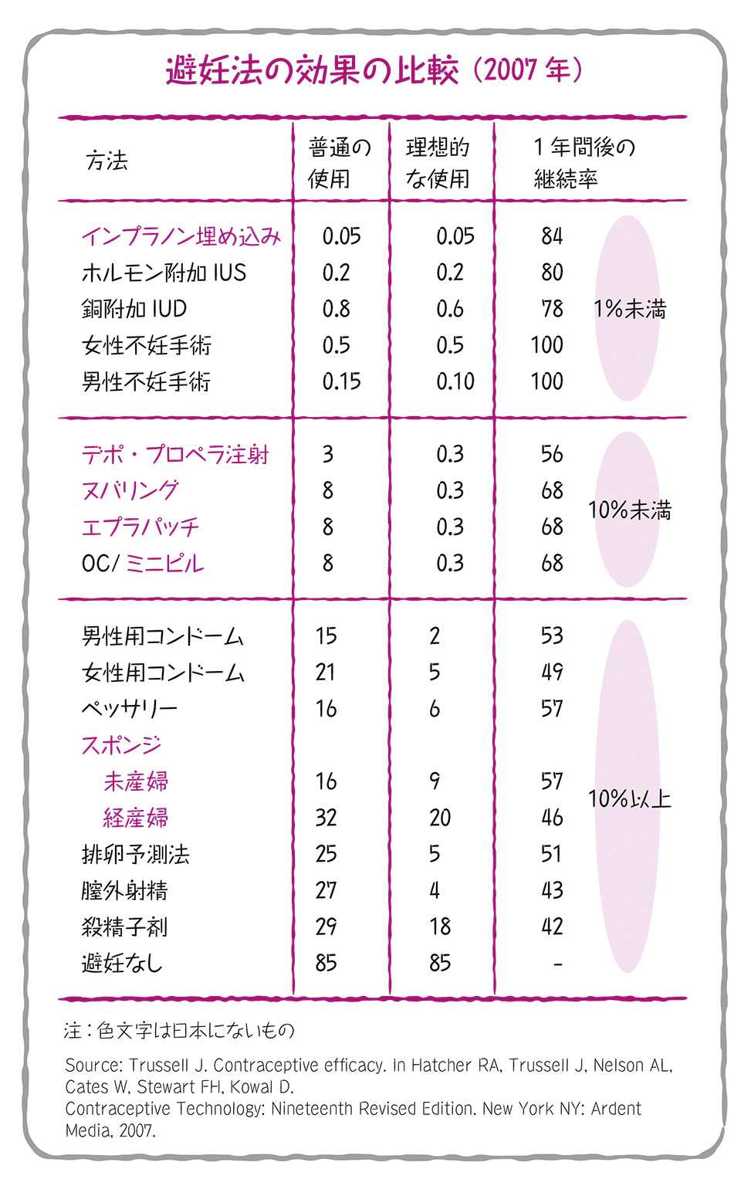 避妊法の効果の比較（2007年）
方法 普通の使用 理想的な使用 1年間後の継続率
インプラノン埋め込み 0.05 0.05 84
ホルモン附加IUS 0.2 0.2 80
銅附加IUD 0.8 0.6 78 1%未満
女性不妊手術 0.5 0.5 100
男性不妊手術 0.15 0.10 100
デポ・プロペラ注射 3 0.3 56
ヌバリング 8 0.3 68 10%未満
エプラパッチ 8 0.3 68
OC/ミニピル 8 0.3 68
男性用コンドーム 15 2 53
女性用コンドーム 21 5 49
ペッサリー 16 6 57
スポンジ
未産婦 16 9 57
経産婦 32 20 46 10%以上
排卵予測法 25 5 51
膣外射精 27 4 43
殺精子剤 29 18 42
避妊なし 85 85 -
注：色文字は日本にないもの
Source: Trussell J. Contraceptive efficacy. In Hatcher RA, Trussell J, Nelson AL,
Cates W, Stewart FH, Kowal D.
Contraceptive Technology: Nineteenth Revised Edition. New York NY: Ardent
Media, 2007.